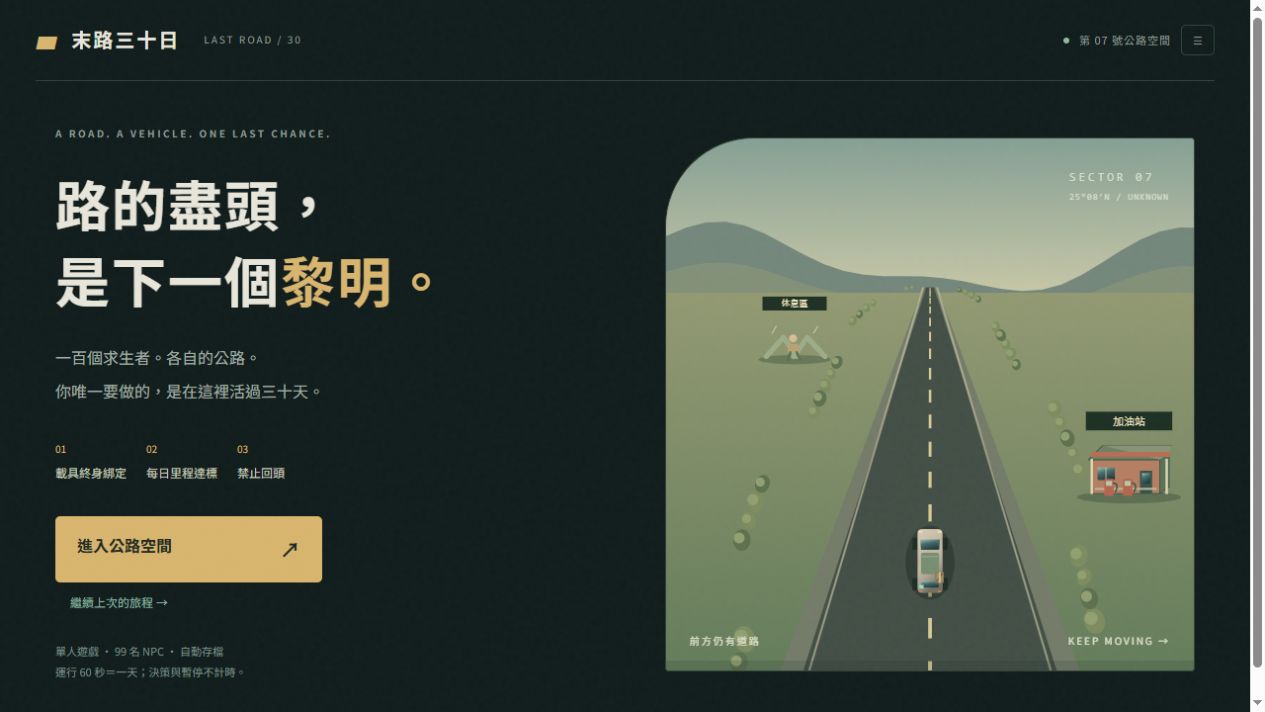 末路三十日
LAST ROAD / 30
第 07 號公路空間
A ROAD. A VEHICLE. ONE LAST CHANCE.
路的盡頭，
是下一個黎明。
一百個求生者。各自的公路。
你唯一要做的，是在這裡活過三十天。
01
02
03
載具終身綁定
每日里程達標
禁止回頭
進入公路空間 ↗
繼續上次的旅程 →
單人遊戲 · 99 名 NPC · 自動存檔
運行 60 秒＝一天；決策與暫停不計時。
SECTOR 07
25°08'N / UNKNOWN
休息區
加油站
前方仍有道路
KEEP MOVING →